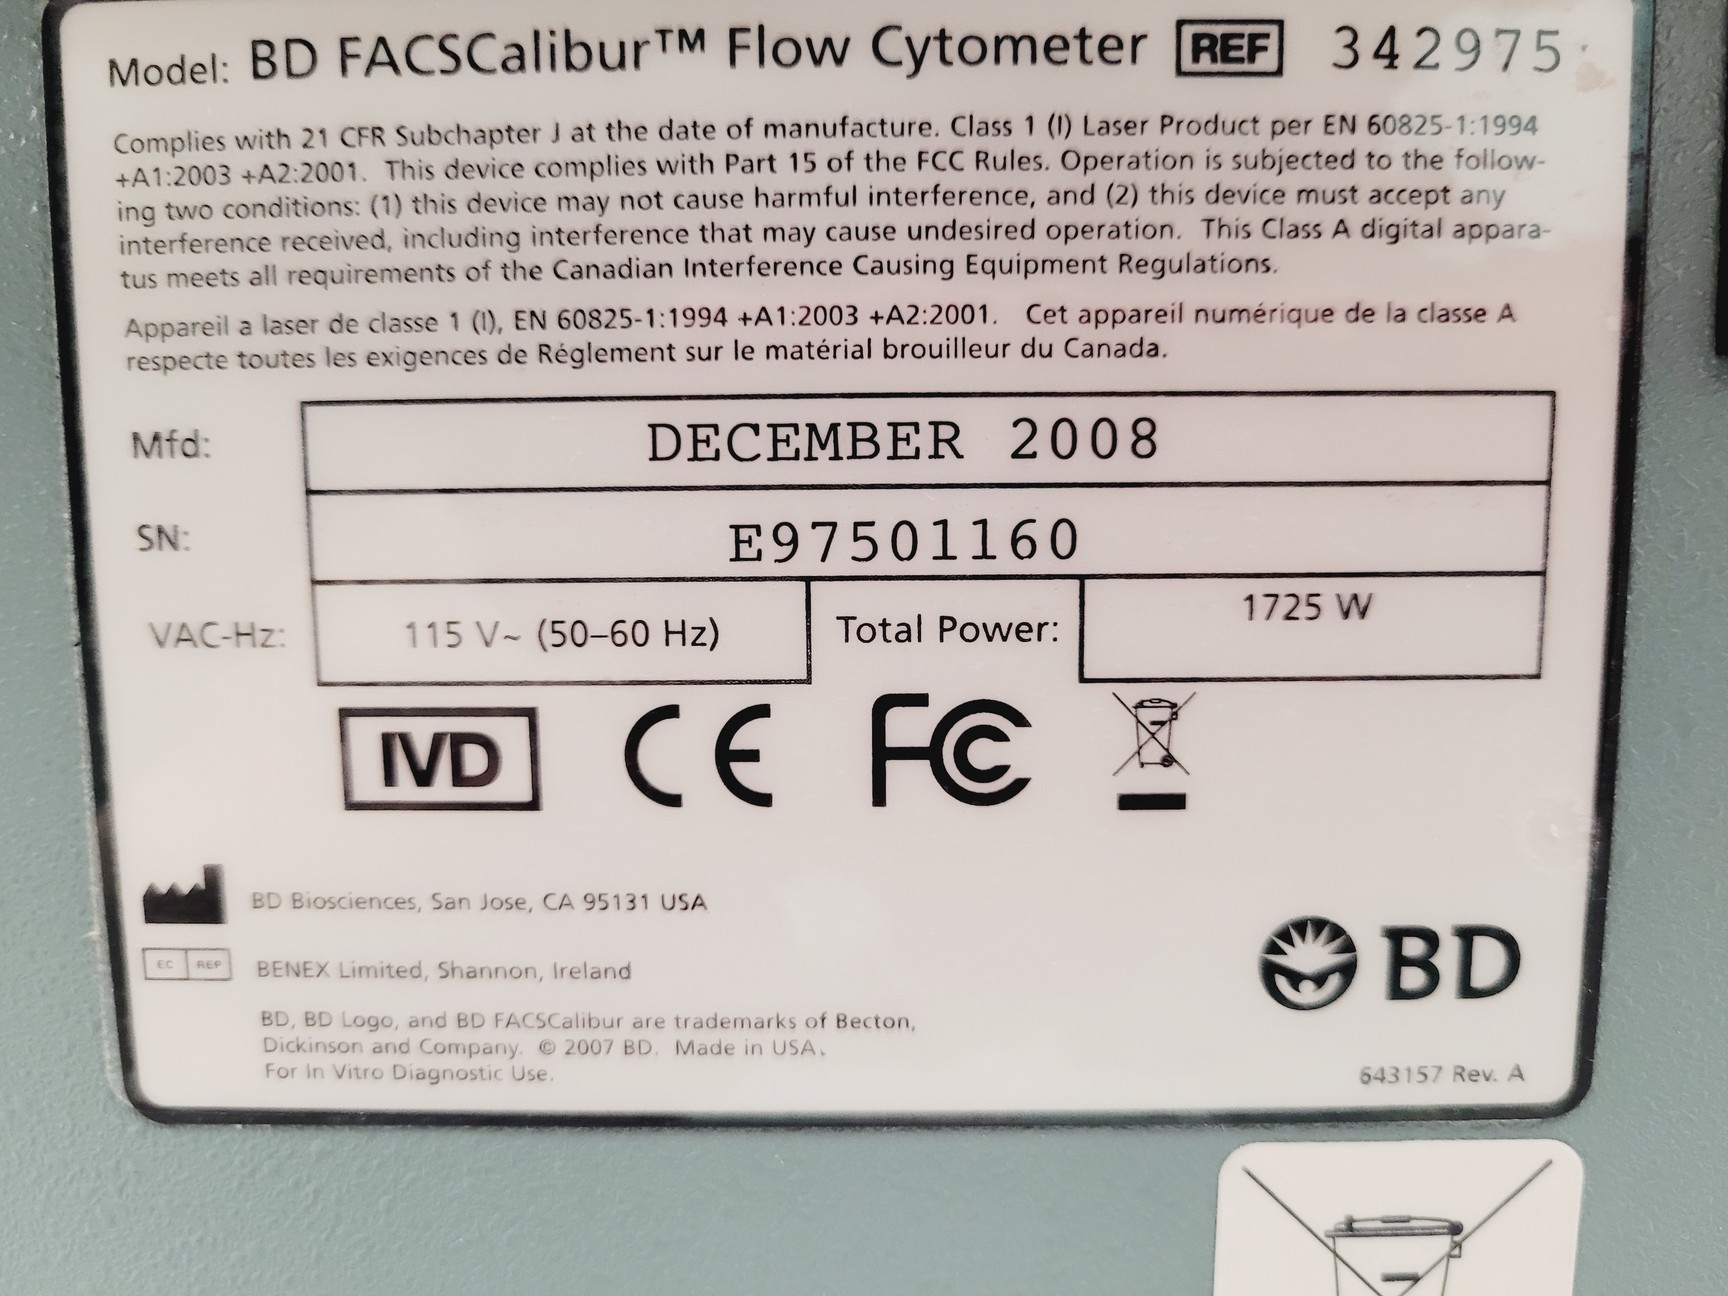 Model: BD FACSCalibur™ Flow Cytometer REF 342975
Complies with 21 CFR Subchapter J at the date of manufacture. Class 1 (I) Laser Product per EN 60825-1:1994
+A1:2003 +A2:2001. This device complies with Part 15 of the FCC Rules. Operation is subjected to the follow-
ing two conditions: (1) this device may not cause harmful interference, and (2) this device must accept any
interference received, including interference that may cause undesired operation. This Class A digital appara-
tus meets all requirements of the Canadian Interference Causing Equipment Regulations.
Appareil a laser de classe 1 (I), EN 60825-1:1994 +A1:2003 +A2:2001. Cet appareil numérique de la classe A
respecte toutes les exigences de Réglement sur le matérial brouilleur du Canada.
Mfd: DECEMBER 2008
SN: E97501160
VAC-Hz: 115 V~ (50–60 Hz) Total Power: 1725 W
IVD CE FC
BD Biosciences, San Jose, CA 95131 USA
EC REP BENEX Limited, Shannon, Ireland
BD
BD, BD Logo, and BD FACSCalibur are trademarks of Becton,
Dickinson and Company. © 2007 BD. Made in USA.
For In Vitro Diagnostic Use.
643157 Rev. A